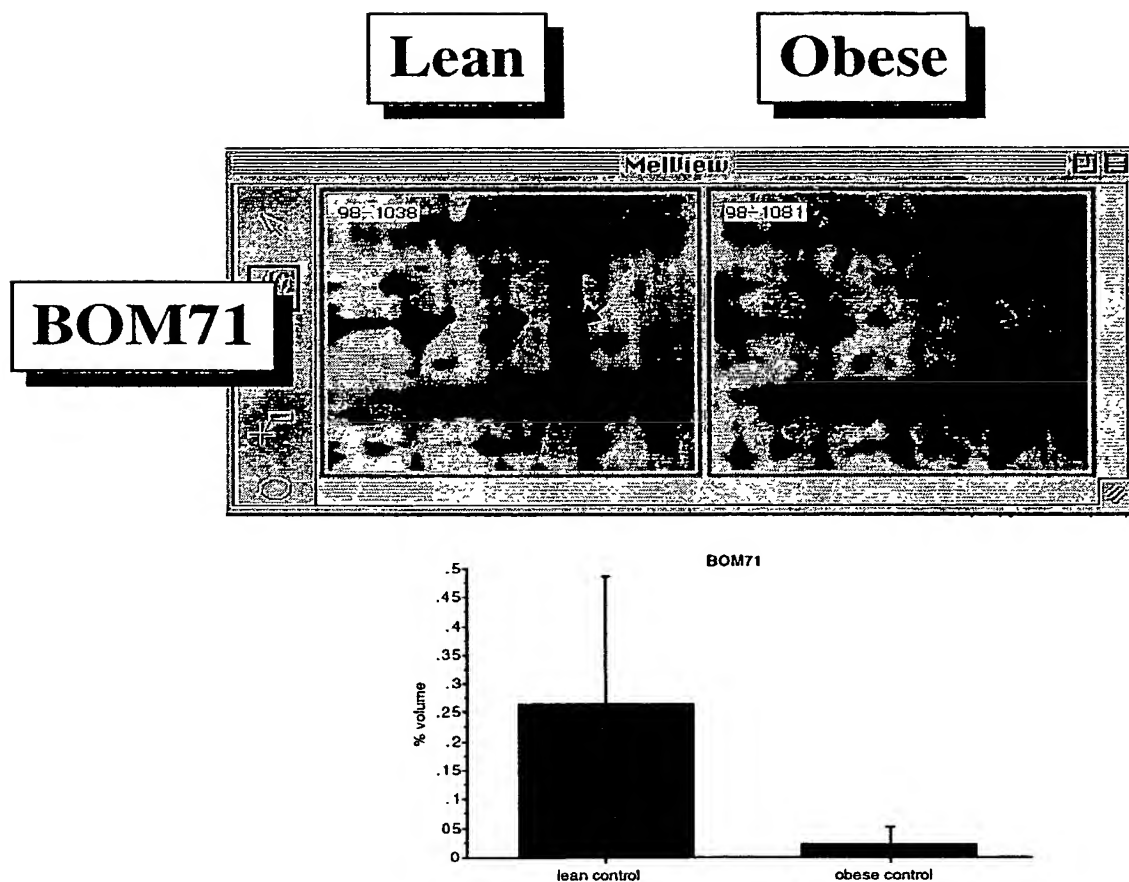 Lean
Obese
MelView
98-1038
98-1081
BOM71
BOM71
.5
.45
.4
.35
.3
.25
.2
.15
.1
05
0
% volume
lean control
obese control